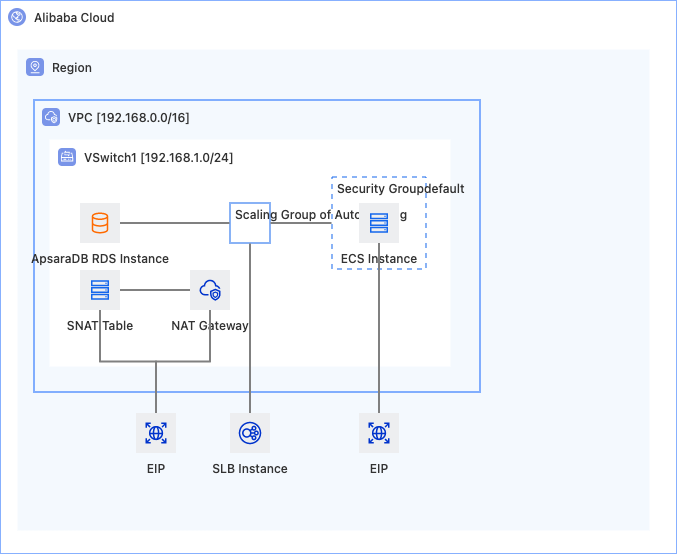 Alibaba Cloud
Region
VPC [192.168.0.0/16]
VSwitch1 [192.168.1.0/24]
Security Groupdefault
Scaling Group of Auto
ApsaraDB RDS Instance
ECS Instance
SNAT Table
NAT Gateway
EIP
SLB Instance
EIP